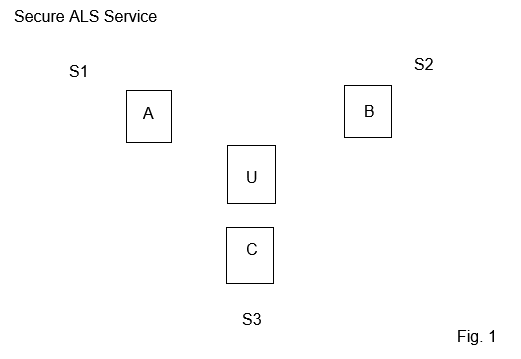 Secure ALS Service
S1
S2
A
B
U
C
S3
Fig. 1